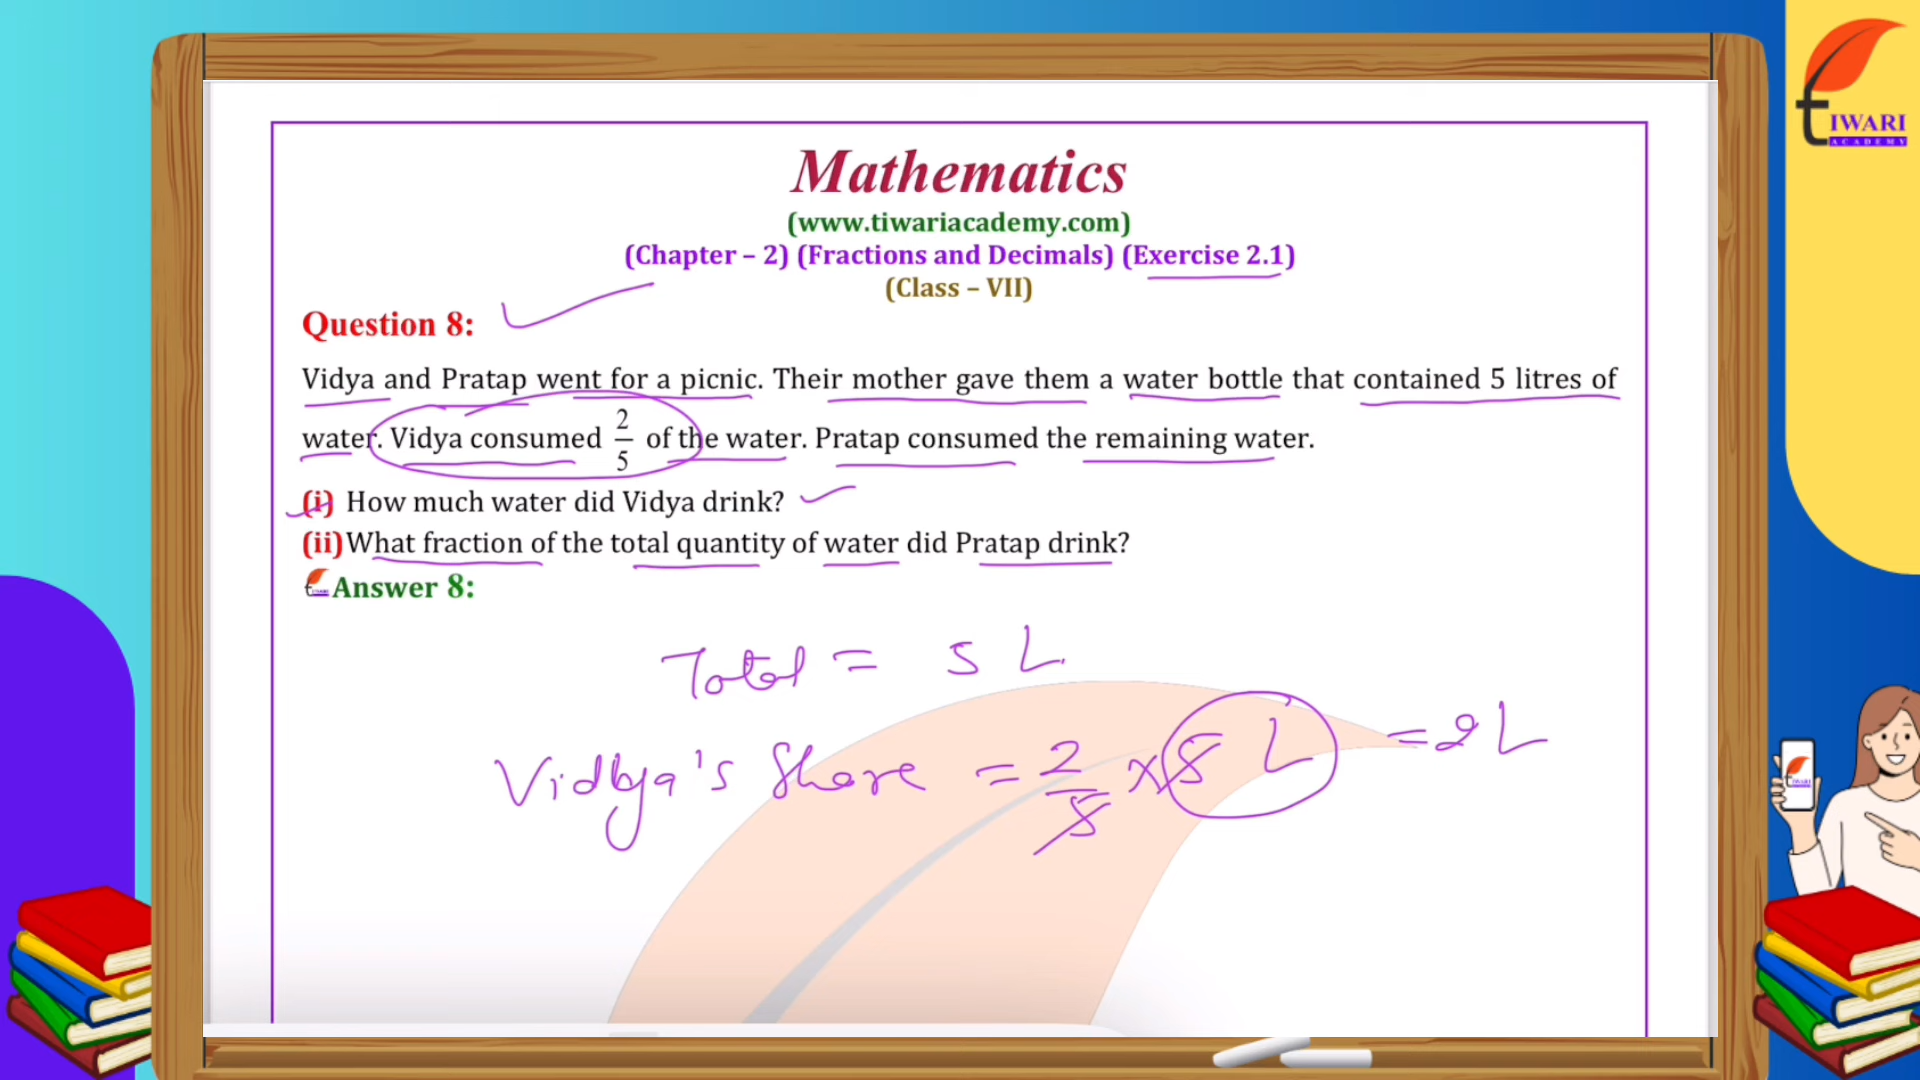 TIWARI
ACADEMY
Mathematics
(www.tiwariacademy.com)
(Chapter – 2) (Fractions and Decimals) (Exercise 2.1)
(Class – VII)
Question 8:
Vidya and Pratap went for a picnic. Their mother gave them a water bottle that contained 5 litres of
water. Vidya consumed 2/5 of the water. Pratap consumed the remaining water.
(i) How much water did Vidya drink?
(ii) What fraction of the total quantity of water did Pratap drink?
Answer 8:
Total = 5 L
Vidhya's Share = 2/5 × 5 L = 2 L